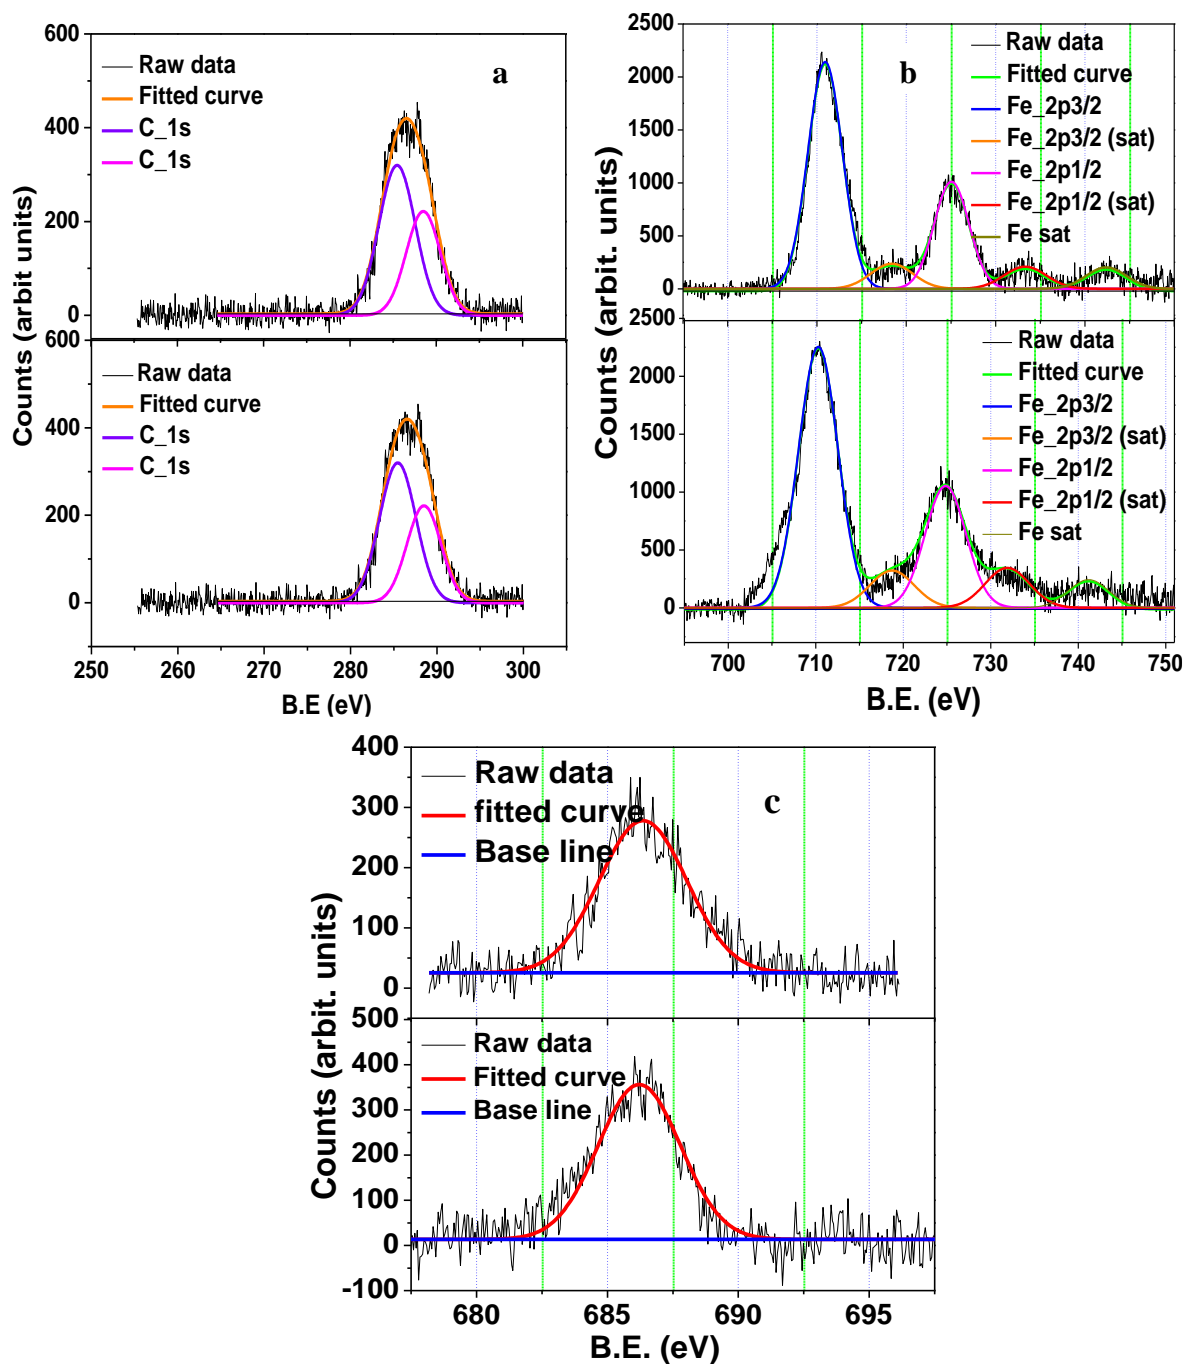 600
400
200
0
600
400
200
0
250 260 270 280 290 300
B.E (eV)
Counts (arbit units)
a
Raw data
Fitted curve
C_1s
C_1s
Raw data
Fitted curve
C_1s
C_1s
2500
2000
1500
1000
500
0
2500
2000
1500
1000
500
0
700 710 720 730 740 750
B.E. (eV)
Counts (arbit. units)
b
Raw data
Fitted curve
Fe_2p3/2
Fe_2p3/2 (sat)
Fe_2p1/2
Fe_2p1/2 (sat)
Fe sat
Raw data
Fitted curve
Fe_2p3/2
Fe_2p3/2 (sat)
Fe_2p1/2
Fe_2p1/2 (sat)
Fe sat
400
300
200
100
0
500
400
300
200
100
0
-100
680 685 690 695
B.E. (eV)
Counts (arbit. units)
c
Raw data
fitted curve
Base line
Raw data
Fitted curve
Base line